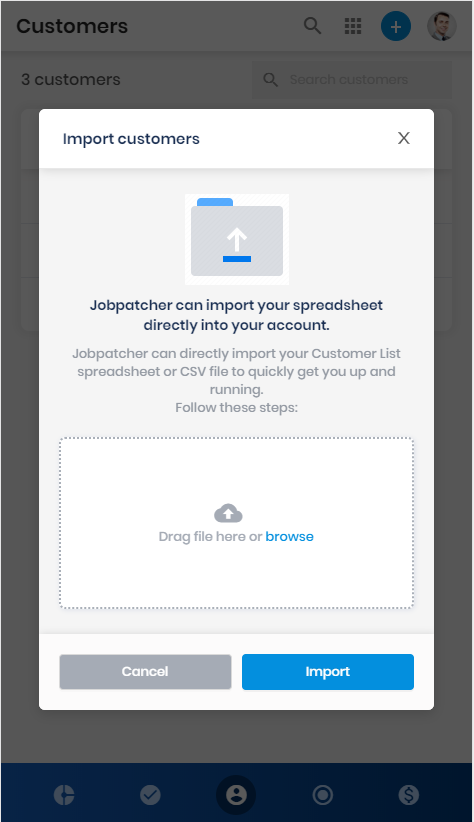 Customers
3 customers
Search customers
Import customers
X
Jobpatcher can import your spreadsheet
directly into your account.
Jobpatcher can directly import your Customer List
spreadsheet or CSV file to quickly get you up and
running.
Follow these steps:
Drag file here or browse
Cancel
Import